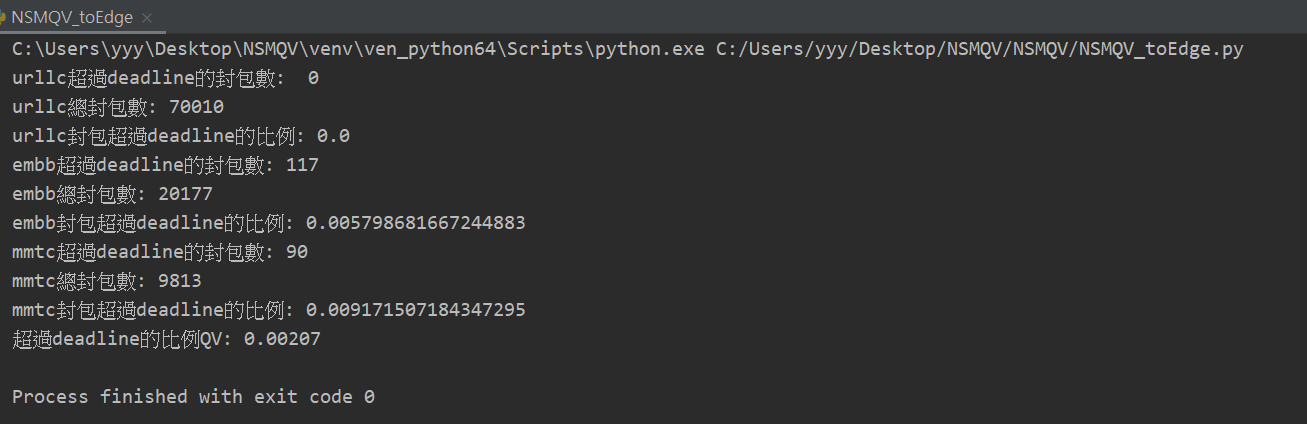 NSMQV_toEdge ×
C:\Users\yyy\Desktop\NSMQV\venv\ven_python64\Scripts\python.exe C:/Users/yyy/Desktop/NSMQV/NSMQV/NSMQV_toEdge.py
urllc超過deadline的封包數:  0
urllc總封包數: 70010
urllc封包超過deadline的比例: 0.0
embb超過deadline的封包數: 117
embb總封包數: 20177
embb封包超過deadline的比例: 0.005798681667244883
mmtc超過deadline的封包數: 90
mmtc總封包數: 9813
mmtc封包超過deadline的比例: 0.009171507184347295
超過deadline的比例QV: 0.00207
Process finished with exit code 0